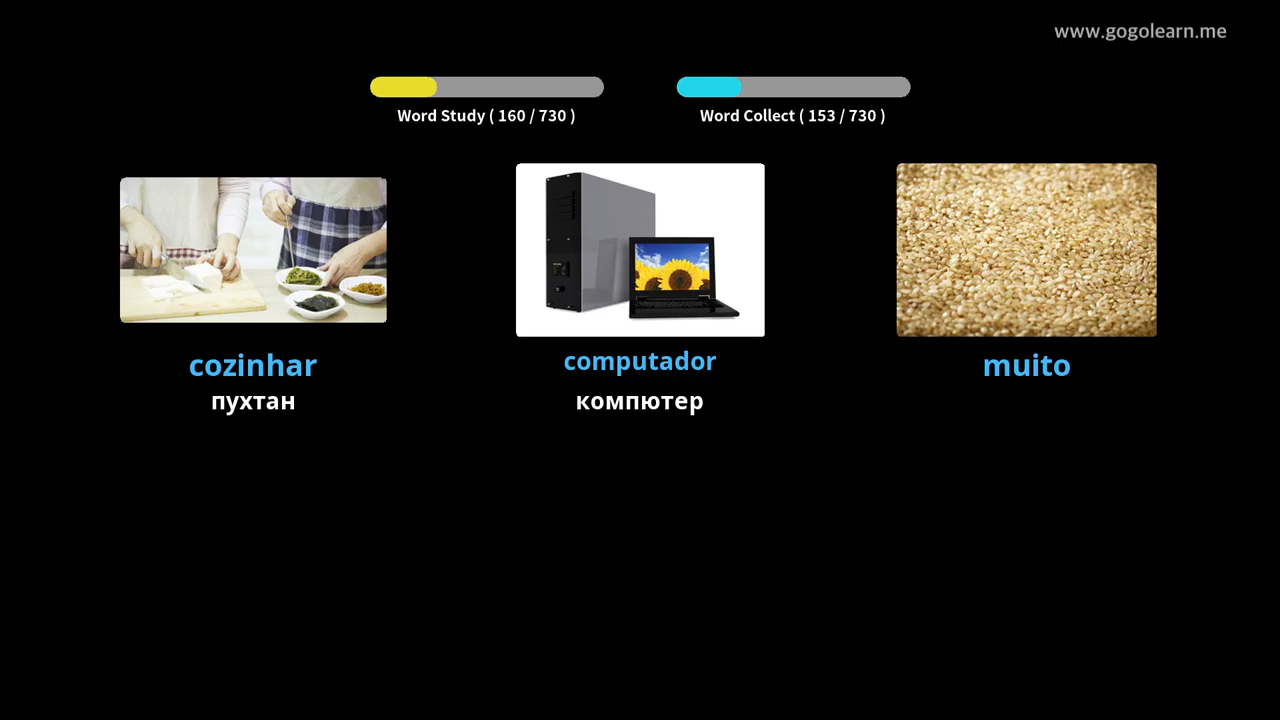 www.gogolearn.me
Word Study ( 160 / 730 )
Word Collect ( 153 / 730 )
cozinhar
пухтан
computador
компютер
muito